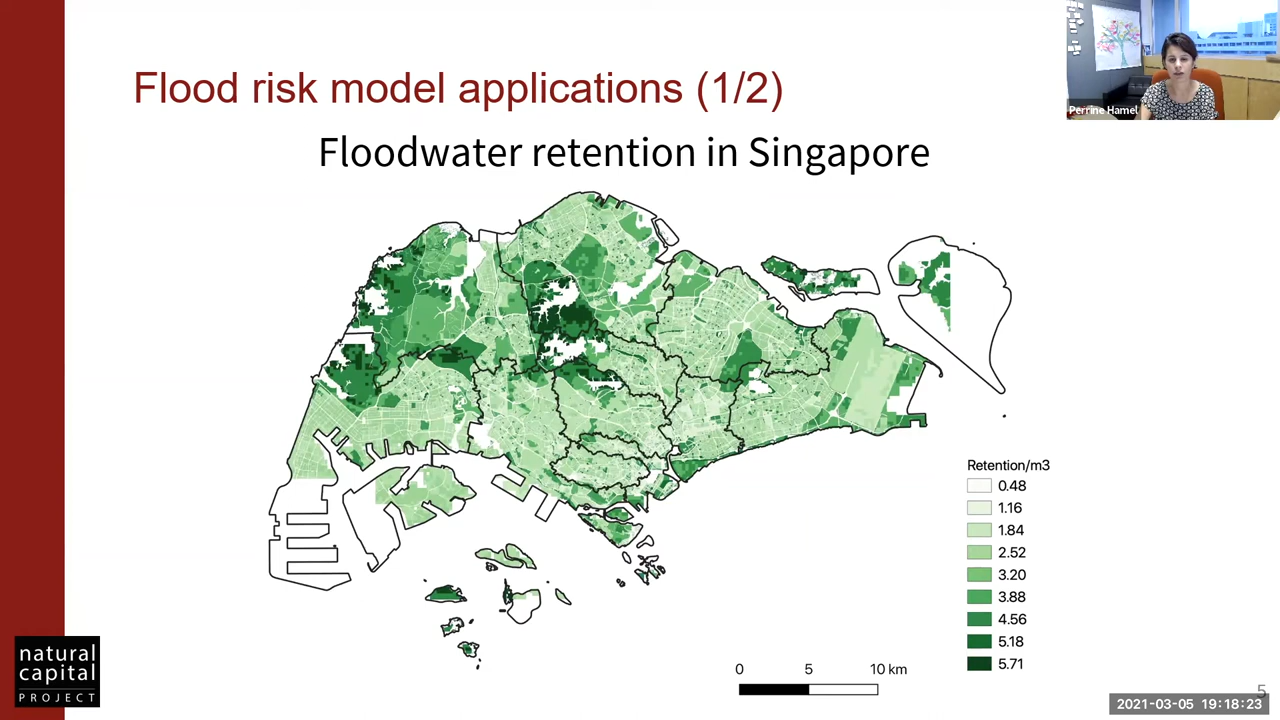 Flood risk model applications (1/2)
Perrine Hamel
Floodwater retention in Singapore
Retention/m3
0.48
1.16
1.84
2.52
3.20
3.88
4.56
5.18
5.71
0 5 10 km
natural
capital
PROJECT
5
2021-03-05 19:18:23